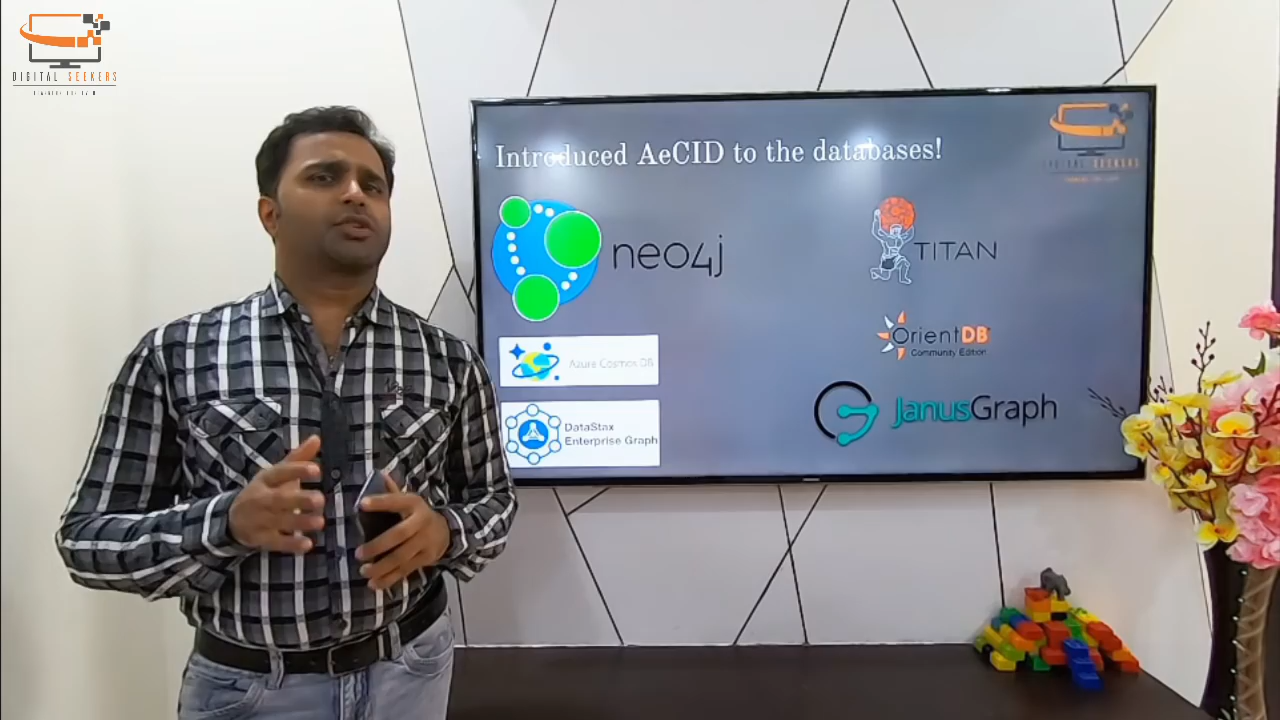 DIGITAL SEEKERS
Introduced AeCID to the databases!
neo4j
TITAN
OrientDB
Community Edition
Azure Cosmos DB
DataStax
Enterprise Graph
JanusGraph
SEEKERS